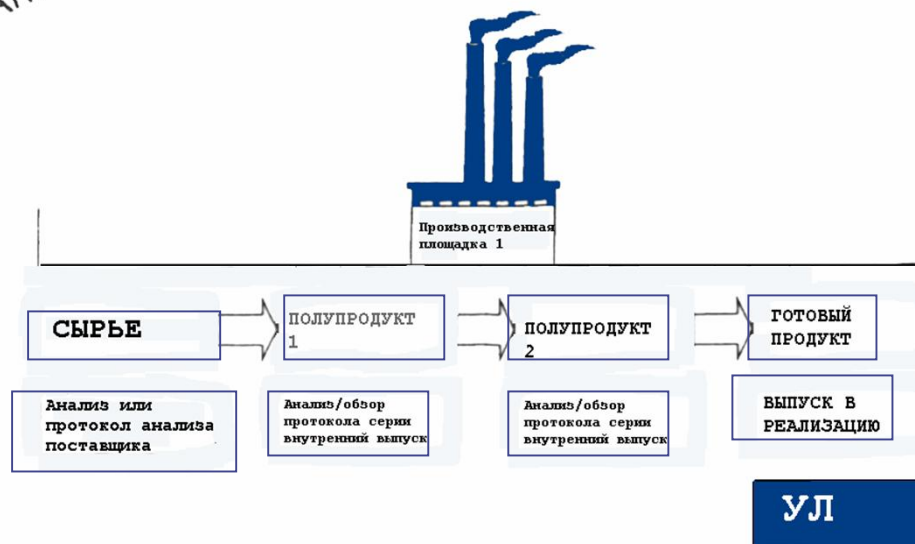 Производственная
площадка 1
СЫРЬЕ
ПОЛУПРОДУКТ
1
ПОЛУПРОДУКТ
2
ГОТОВЫЙ
ПРОДУКТ
Анализ или
протокол анализа
поставщика
Анализ/обзор
протокола серии
внутренний выпуск
Анализ/обзор
протокола серии
внутренний выпуск
ВЫПУСК В
РЕАЛИЗАЦИЮ
УЛ